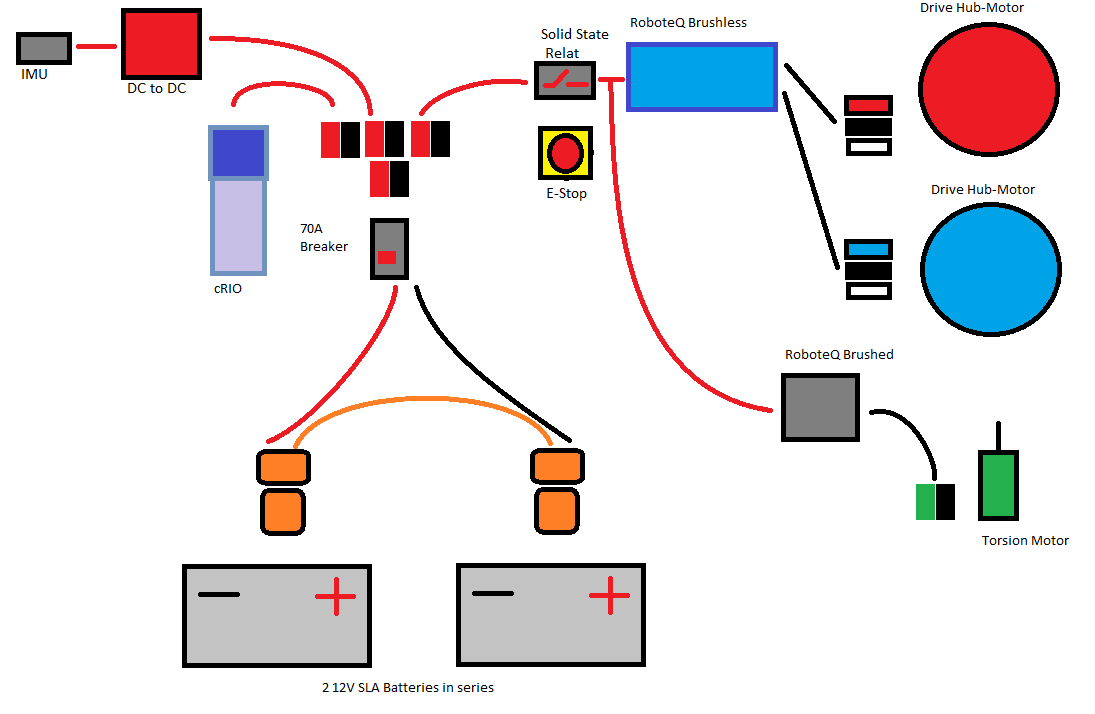 Drive Hub-Motor
RoboteQ Brushless
Solid State
Relat
IMU
DC to DC
E-Stop
Drive Hub-Motor
70A
Breaker
cRIO
RoboteQ Brushed
Torsion Motor
2 12V SLA Batteries in series